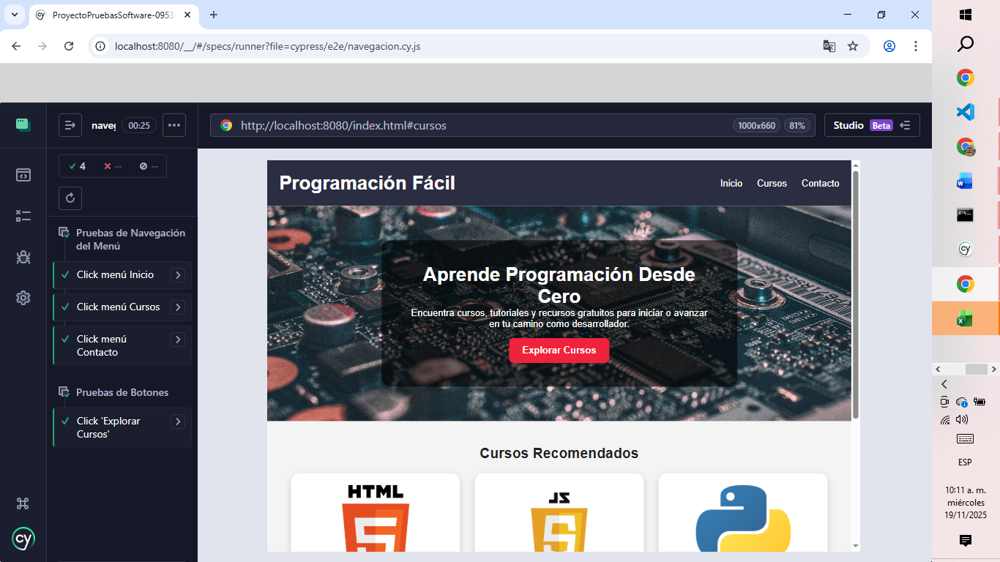 ProyectoPruebasSoftware-0953
localhost:8080/__/#/specs/runner?file=cypress/e2e/navegacion.cy.js
naveg
00:25
http://localhost:8080/index.html#cursos
1000x660
81%
Studio
Beta
4
--
--
Pruebas de Navegación
del Menú
Click menú Inicio
Click menú Cursos
Click menú
Contacto
Pruebas de Botones
Click 'Explorar
Cursos'
cy
Programación Fácil
Inicio
Cursos
Contacto
Aprende Programación Desde
Cero
Encuentra cursos, tutoriales y recursos gratuitos para iniciar o avanzar
en tu camino como desarrollador.
Explorar Cursos
Cursos Recomendados
HTML
JS
ESP
10:11 a. m.
miércoles
19/11/2025